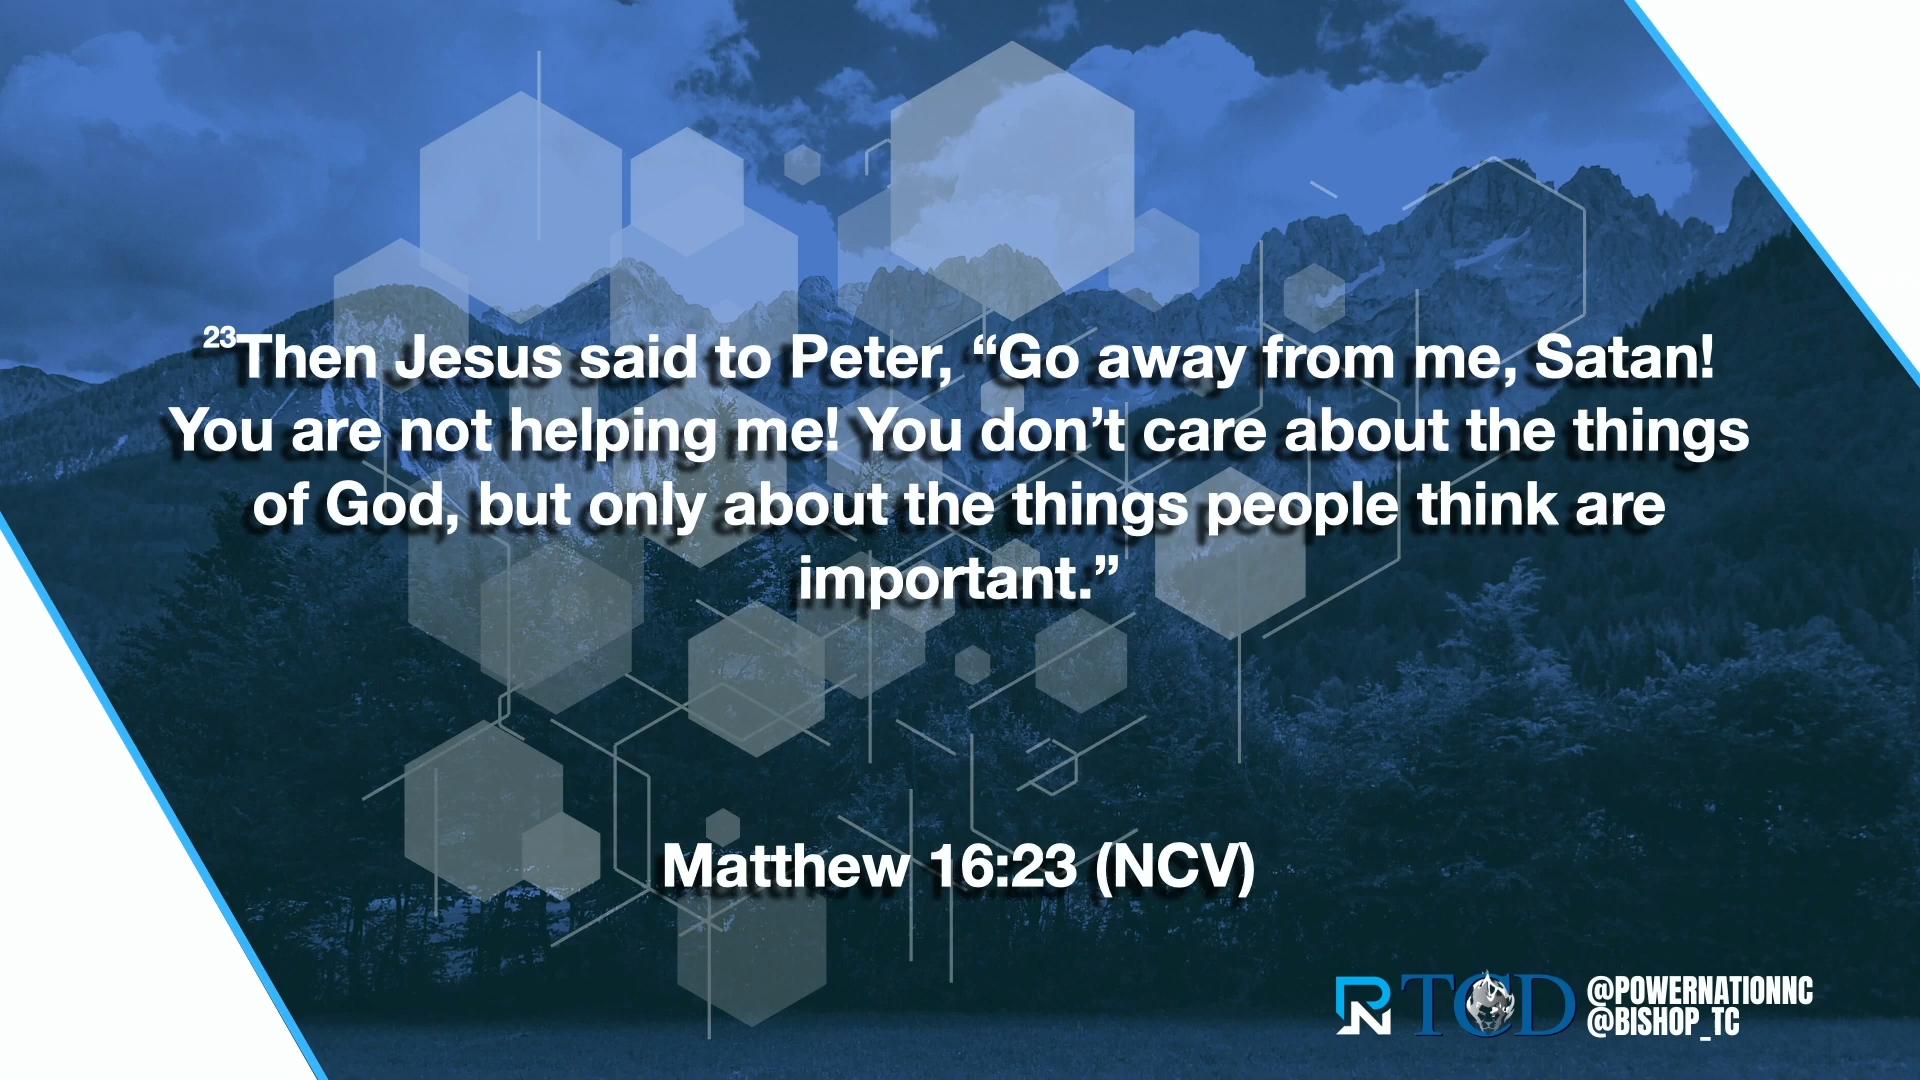 23Then Jesus said to Peter, “Go away from me, Satan!
You are not helping me! You don’t care about the things
of God, but only about the things people think are
important.”
Matthew 16:23 (NCV)
PN TCD @POWERNATIONNC
@BISHOP_TC